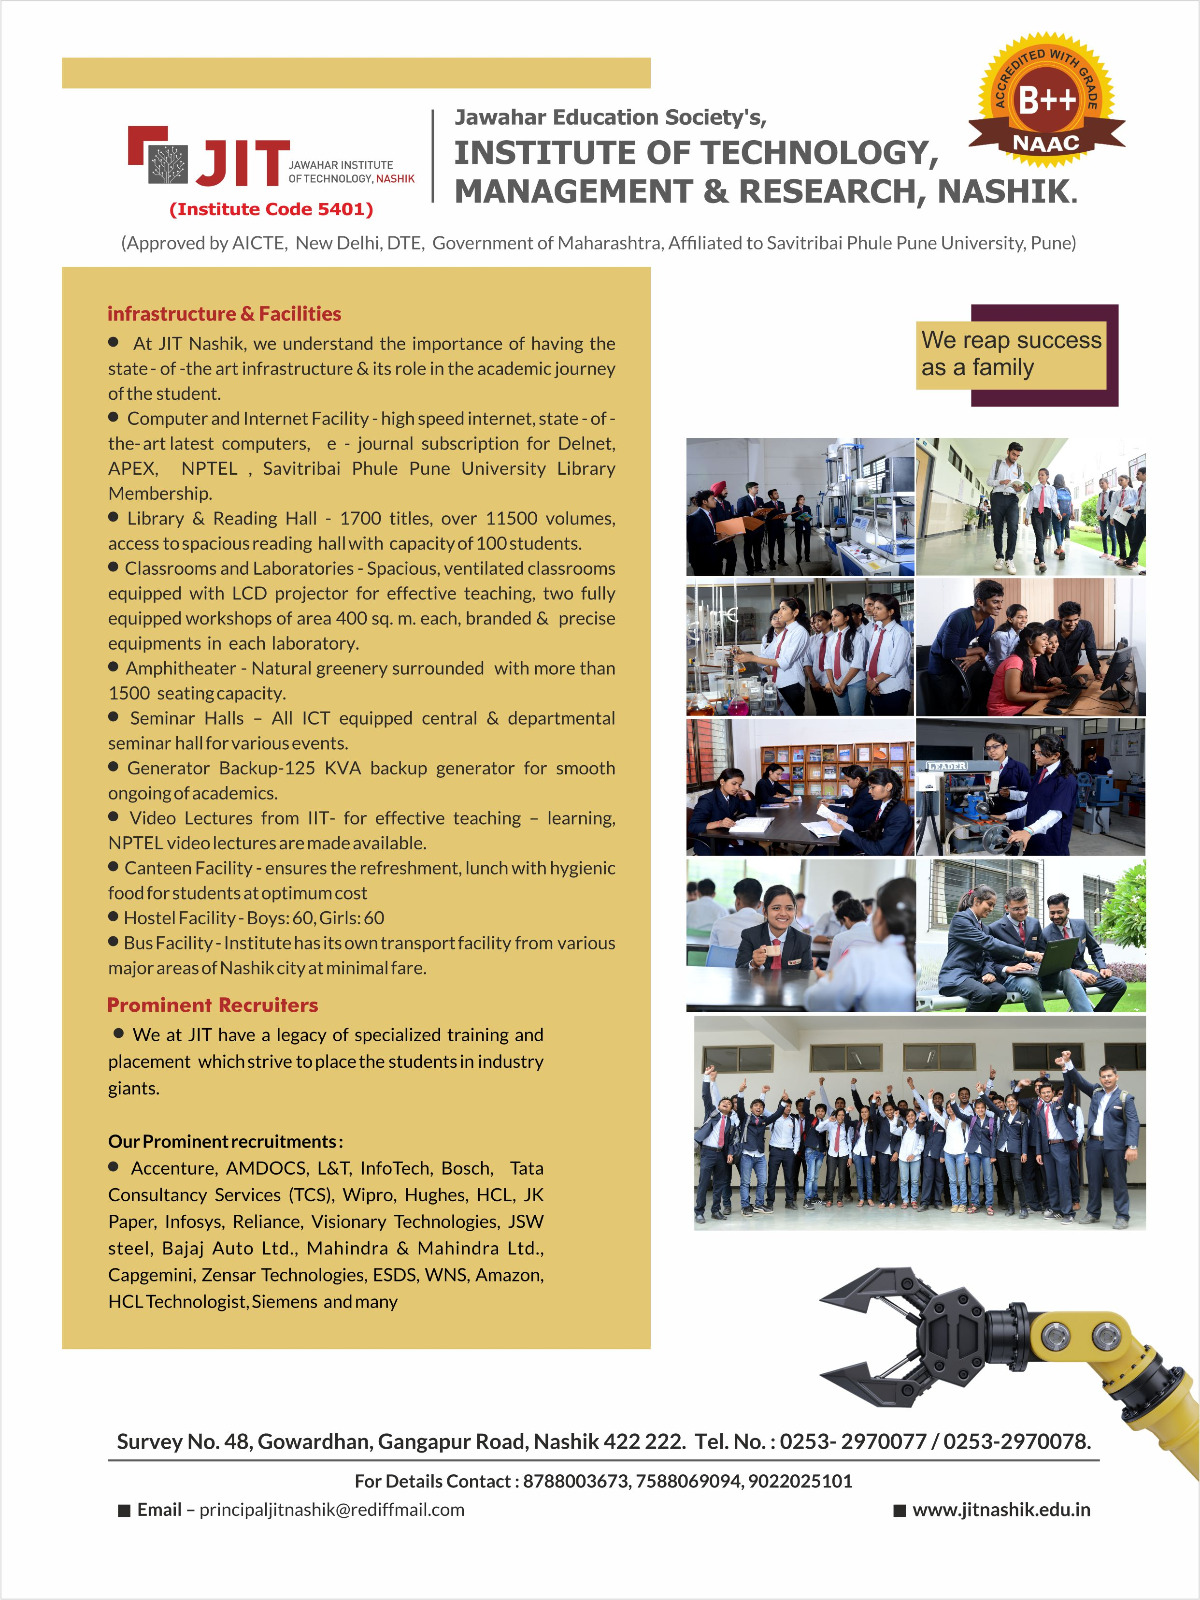 ACCREDITED WITH GRADE
B++
NAAC
JIT
JAWAHAR INSTITUTE
OF TECHNOLOGY, NASHIK
(Institute Code 5401)
Jawahar Education Society's,
INSTITUTE OF TECHNOLOGY,
MANAGEMENT & RESEARCH, NASHIK.
(Approved by AICTE, New Delhi, DTE, Government of Maharashtra, Affiliated to Savitribai Phule Pune University, Pune)
infrastructure & Facilities
● At JIT Nashik, we understand the importance of having the
state - of -the art infrastructure & its role in the academic journey
of the student.
● Computer and Internet Facility - high speed internet, state - of -
the- art latest computers, e - journal subscription for Delnet,
APEX, NPTEL , Savitribai Phule Pune University Library
Membership.
● Library & Reading Hall - 1700 titles, over 11500 volumes,
access to spacious reading hall with capacity of 100 students.
● Classrooms and Laboratories - Spacious, ventilated classrooms
equipped with LCD projector for effective teaching, two fully
equipped workshops of area 400 sq. m. each, branded & precise
equipments in each laboratory.
● Amphitheater - Natural greenery surrounded with more than
1500 seating capacity.
● Seminar Halls – All ICT equipped central & departmental
seminar hall for various events.
● Generator Backup-125 KVA backup generator for smooth
ongoing of academics.
● Video Lectures from IIT- for effective teaching – learning,
NPTEL video lectures are made available.
● Canteen Facility - ensures the refreshment, lunch with hygienic
food for students at optimum cost
● Hostel Facility - Boys: 60, Girls: 60
● Bus Facility - Institute has its own transport facility from various
major areas of Nashik city at minimal fare.
Prominent Recruiters
● We at JIT have a legacy of specialized training and
placement which strive to place the students in industry
giants.
Our Prominent recruitments :
● Accenture, AMDOCS, L&T, InfoTech, Bosch, Tata
Consultancy Services (TCS), Wipro, Hughes, HCL, JK
Paper, Infosys, Reliance, Visionary Technologies, JSW
steel, Bajaj Auto Ltd., Mahindra & Mahindra Ltd.,
Capgemini, Zensar Technologies, ESDS, WNS, Amazon,
HCL Technologist, Siemens and many
We reap success
as a family
LEADER
Survey No. 48, Gowardhan, Gangapur Road, Nashik 422 222. Tel. No. : 0253- 2970077 / 0253-2970078.
For Details Contact : 8788003673, 7588069094, 9022025101
■ Email – principaljitnashik@rediffmail.com
■ www.jitnashik.edu.in